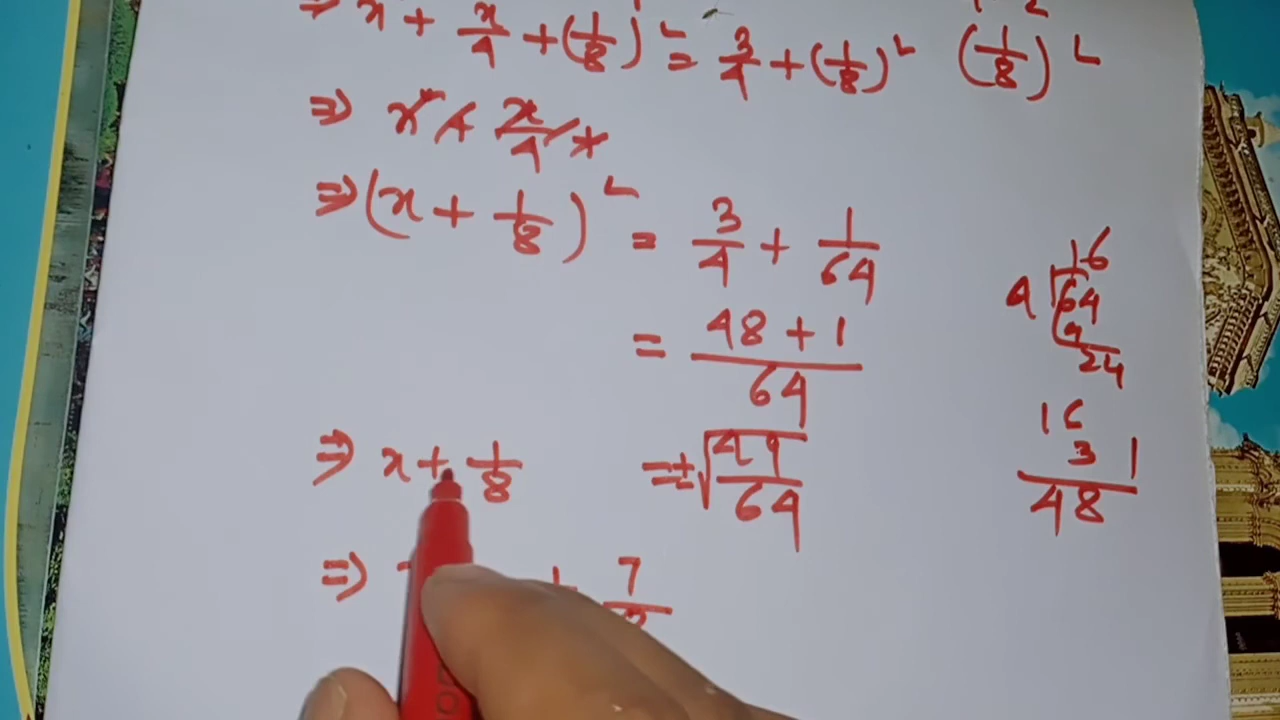 ⇒ x + x/4 + (1/8)² = 3/4 + (1/8)² (1/8)²
⇒ x² + x/4 +
⇒ (x + 1/8)² = 3/4 + 1/64
= 48 + 1 / 64
⇒ x + 1/8 = ± √49/64
⇒ 7
16
4 64
4
24
16
3 1
48